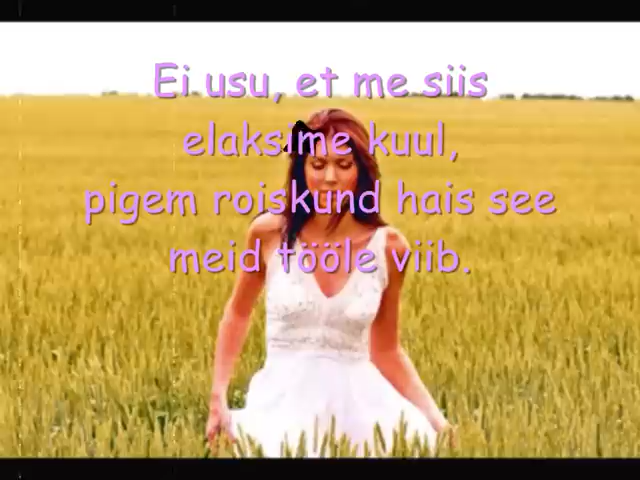 Ei usu, et me siis
elaksime kuul,
pigem roiskund hais see
meid tööle viib.